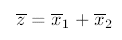 z̅ = x̅₁ + x̅₂